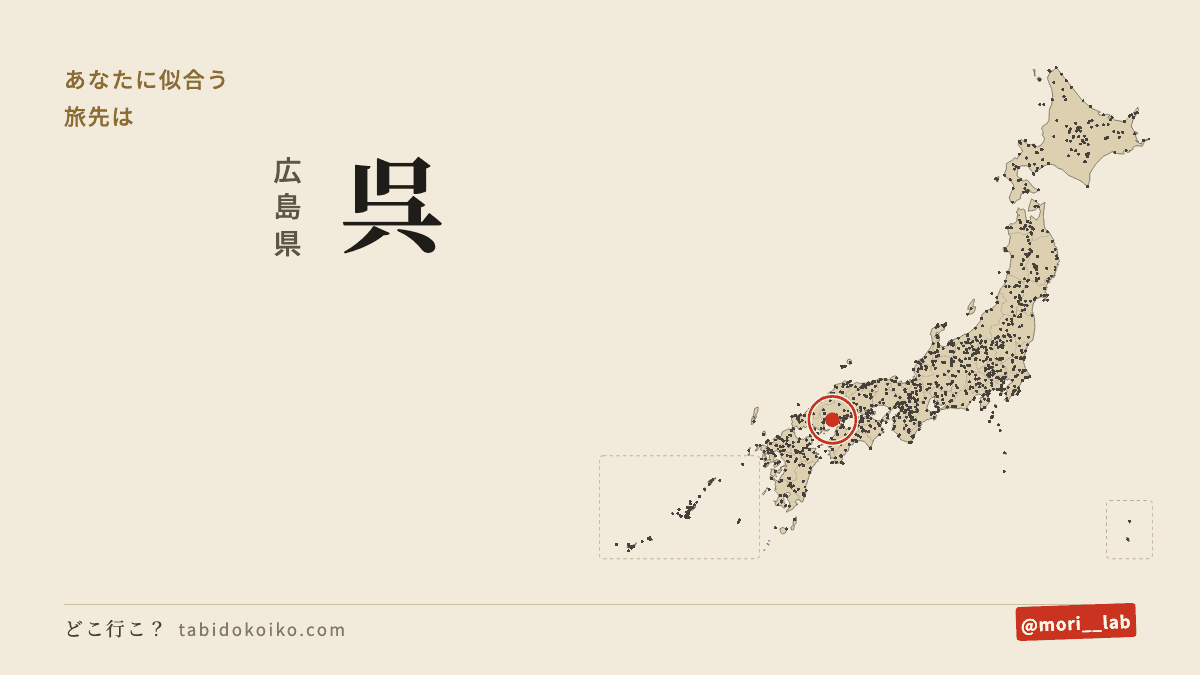 あなたに似合う
旅先は
呉
広島県
どこ行こ? tabidokoiko.com
@mori__lab